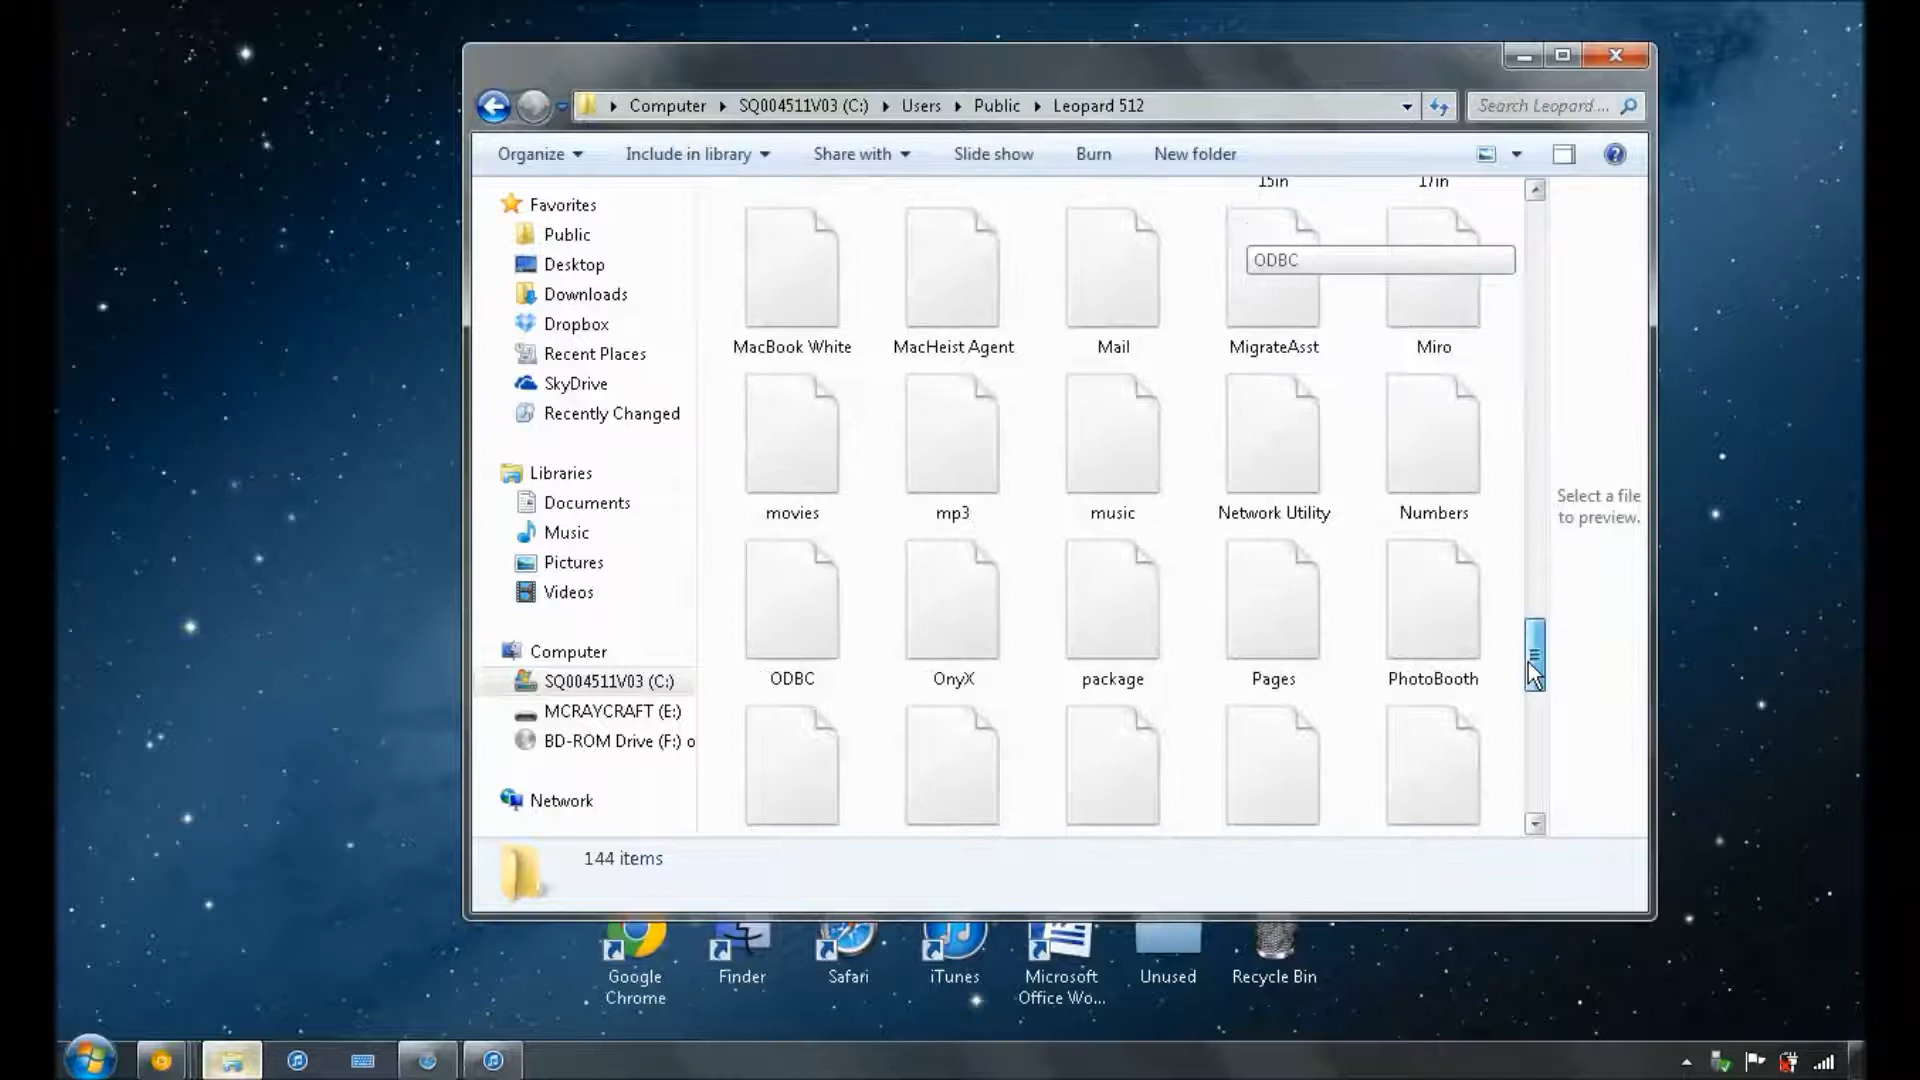 Computer ▸ SQ004511V03 (C:) ▸ Users ▸ Public ▸ Leopard 512
Search Leopard ...
Organize
Include in library
Share with
Slide show
Burn
New folder
15in
17in
Favorites
Public
Desktop
Downloads
Dropbox
Recent Places
SkyDrive
Recently Changed
Libraries
Documents
Music
Pictures
Videos
Computer
SQ004511V03 (C:)
MCRAYCRAFT (E:)
BD-ROM Drive (F:) o
Network
ODBC
MacBook White
MacHeist Agent
Mail
MigrateAsst
Miro
movies
mp3
music
Network Utility
Numbers
ODBC
OnyX
package
Pages
PhotoBooth
Select a file
to preview.
144 items
Google
Chrome
Finder
Safari
iTunes
Microsoft
Office Wo...
Unused
Recycle Bin